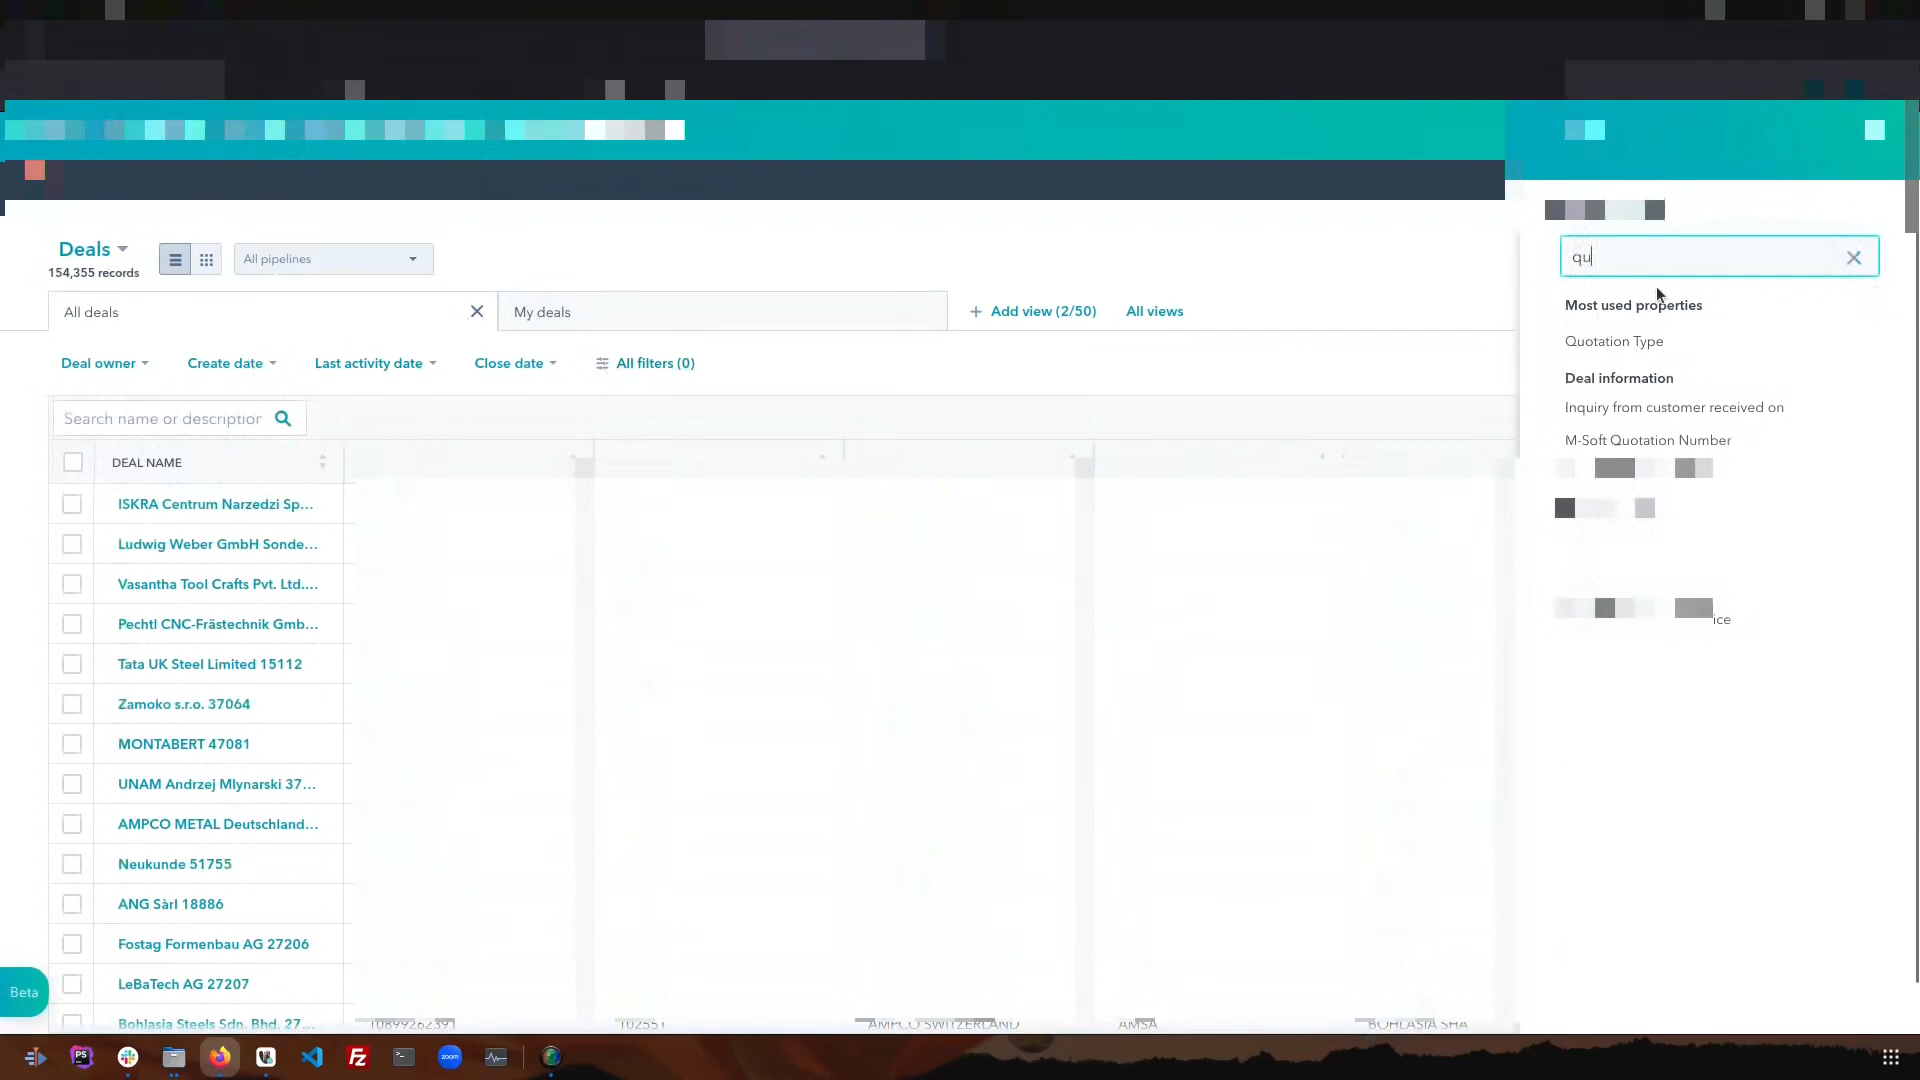 Deals
154,355 records
All pipelines
All deals
My deals
Add view (2/50)
All views
Deal owner
Create date
Last activity date
Close date
All filters (0)
Search name or description
DEAL NAME
ISKRA Centrum Narzedzi Sp...
Ludwig Weber GmbH Sonde...
Vasantha Tool Crafts Pvt. Ltd....
Pechtl CNC-Frästechnik Gmb...
Tata UK Steel Limited 15112
Zamoko s.r.o. 37064
MONTABERT 47081
UNAM Andrzej Mlynarski 37...
AMPCO METAL Deutschland...
Neukunde 51755
ANG Sàrl 18886
Fostag Formenbau AG 27206
LeBaTech AG 27207
Bohlasia Steels Sdn. Bhd. 27...
102551
AMPCO SWITZERLAND
AMSA
BOHLASIA SHA
Beta
qu
Most used properties
Quotation Type
Deal information
Inquiry from customer received on
M-Soft Quotation Number
ice
PS
FZ
zoom